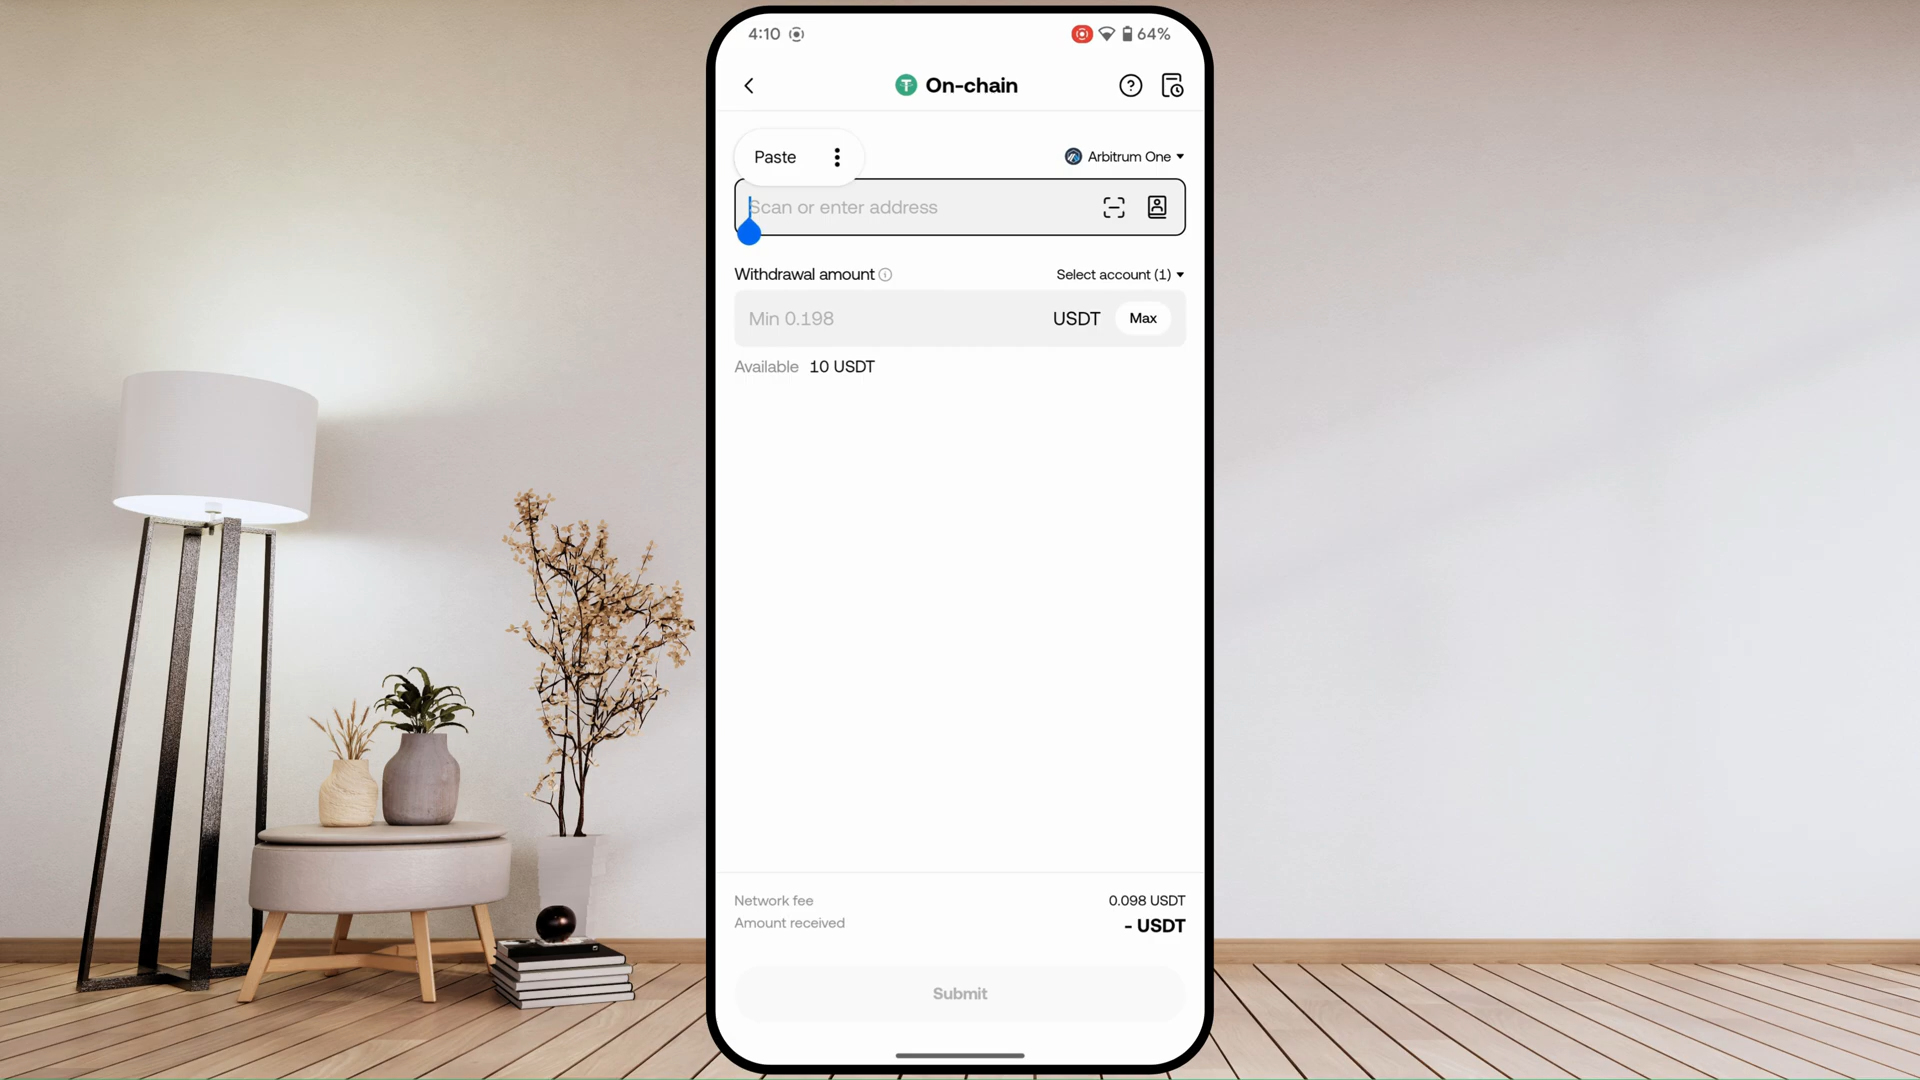 4:10
64%
On-chain
Paste
Arbitrum One
Scan or enter address
Withdrawal amount
Select account (1)
Min 0.198
USDT
Max
Available 10 USDT
Network fee
0.098 USDT
Amount received
- USDT
Submit